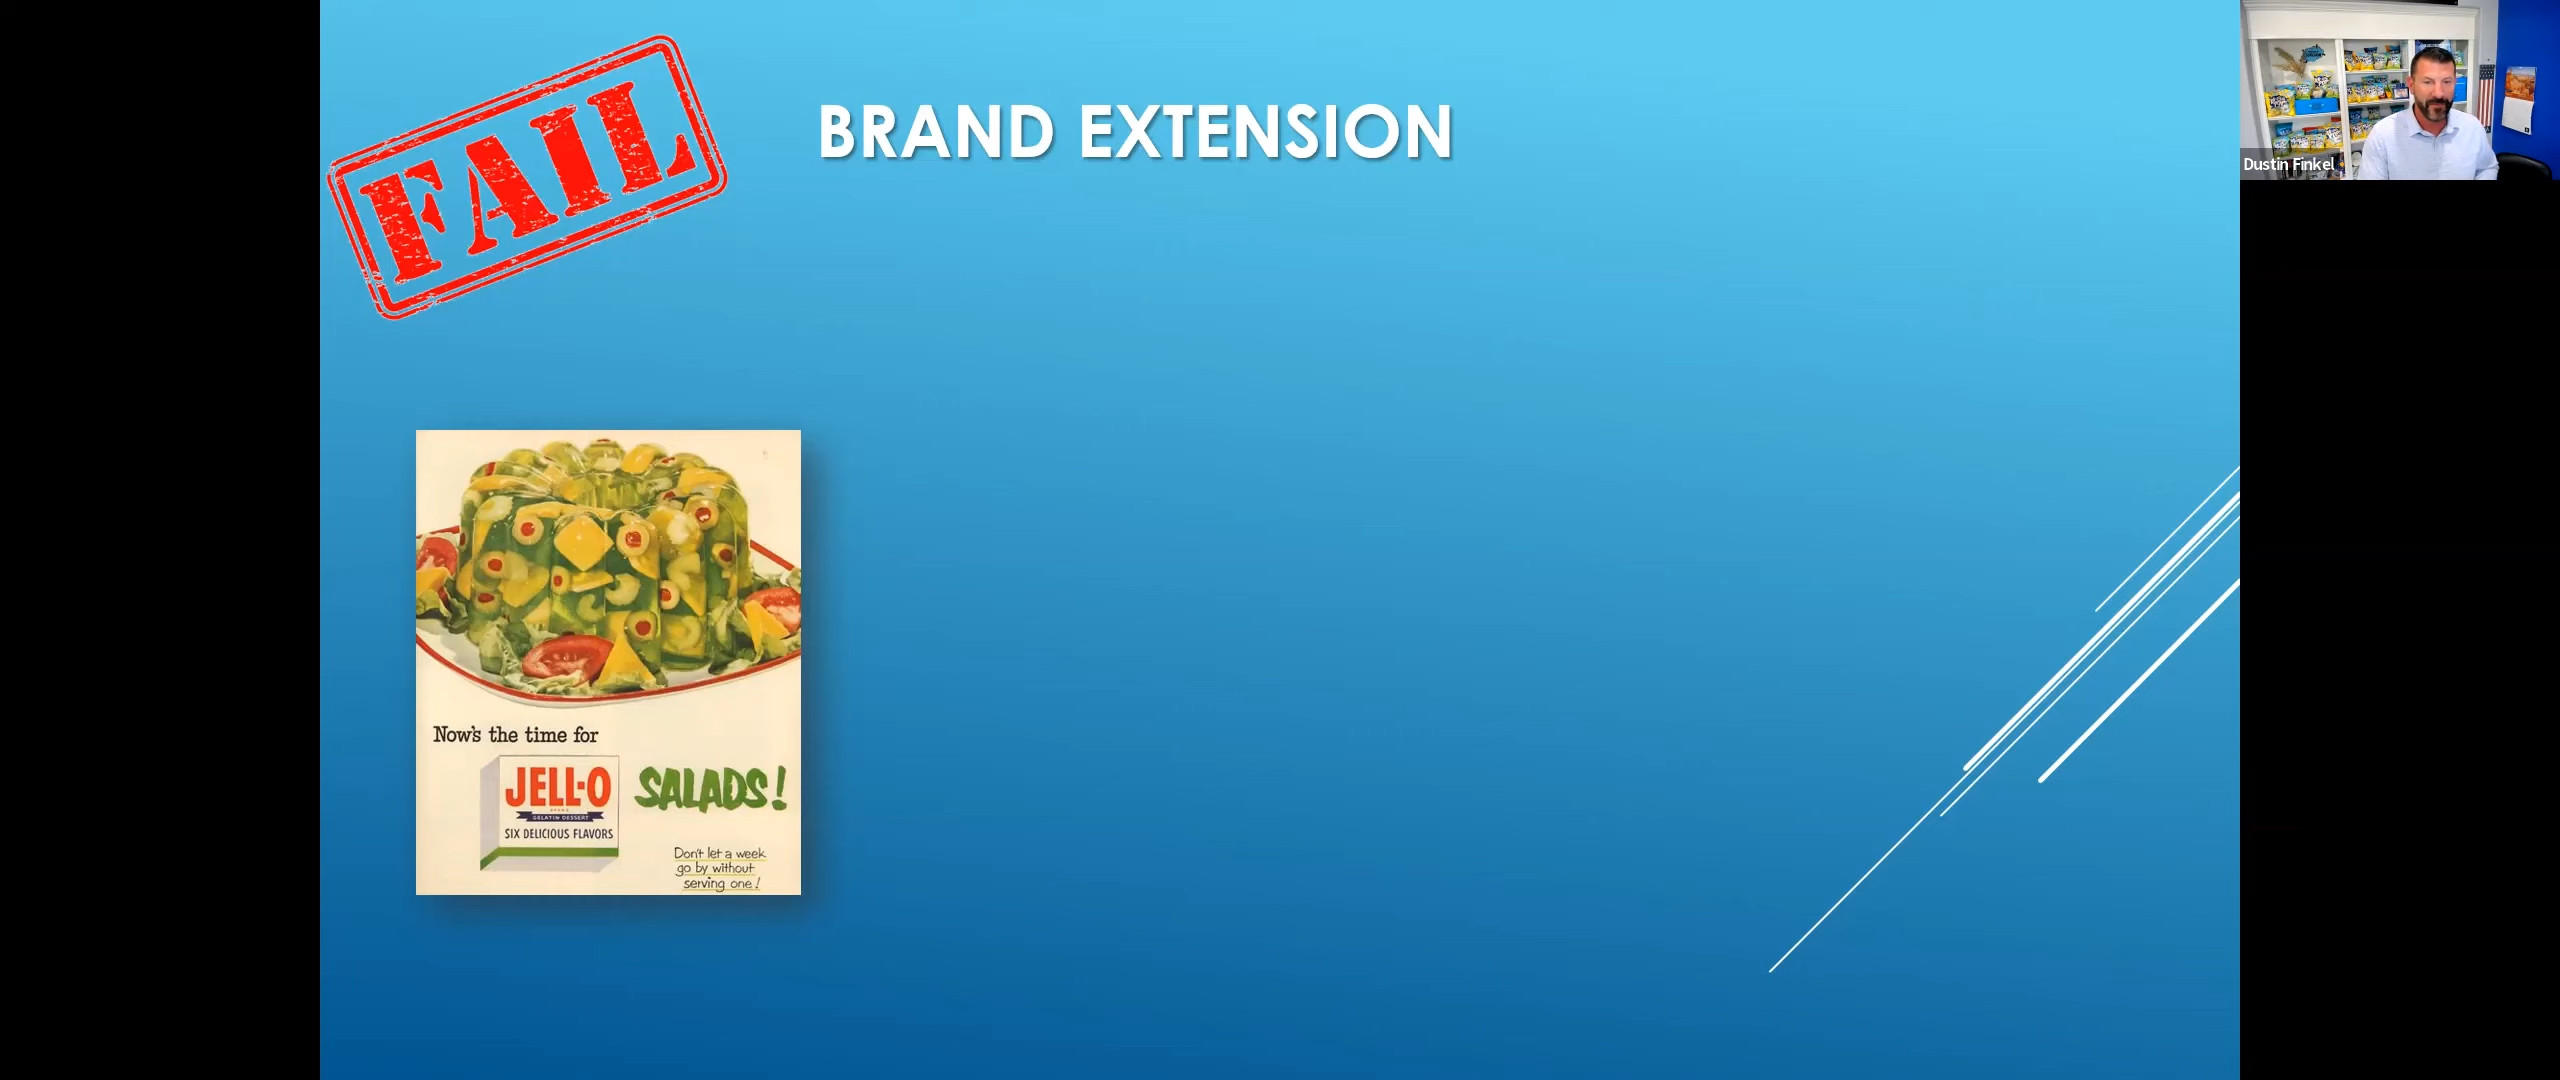 FAIL
BRAND EXTENSION
Dustin Finkel
Now's the time for
JELL-O
BRAND
GELATIN DESSERT
SIX DELICIOUS FLAVORS
SALADS!
Don't let a week
go by without
serving one!